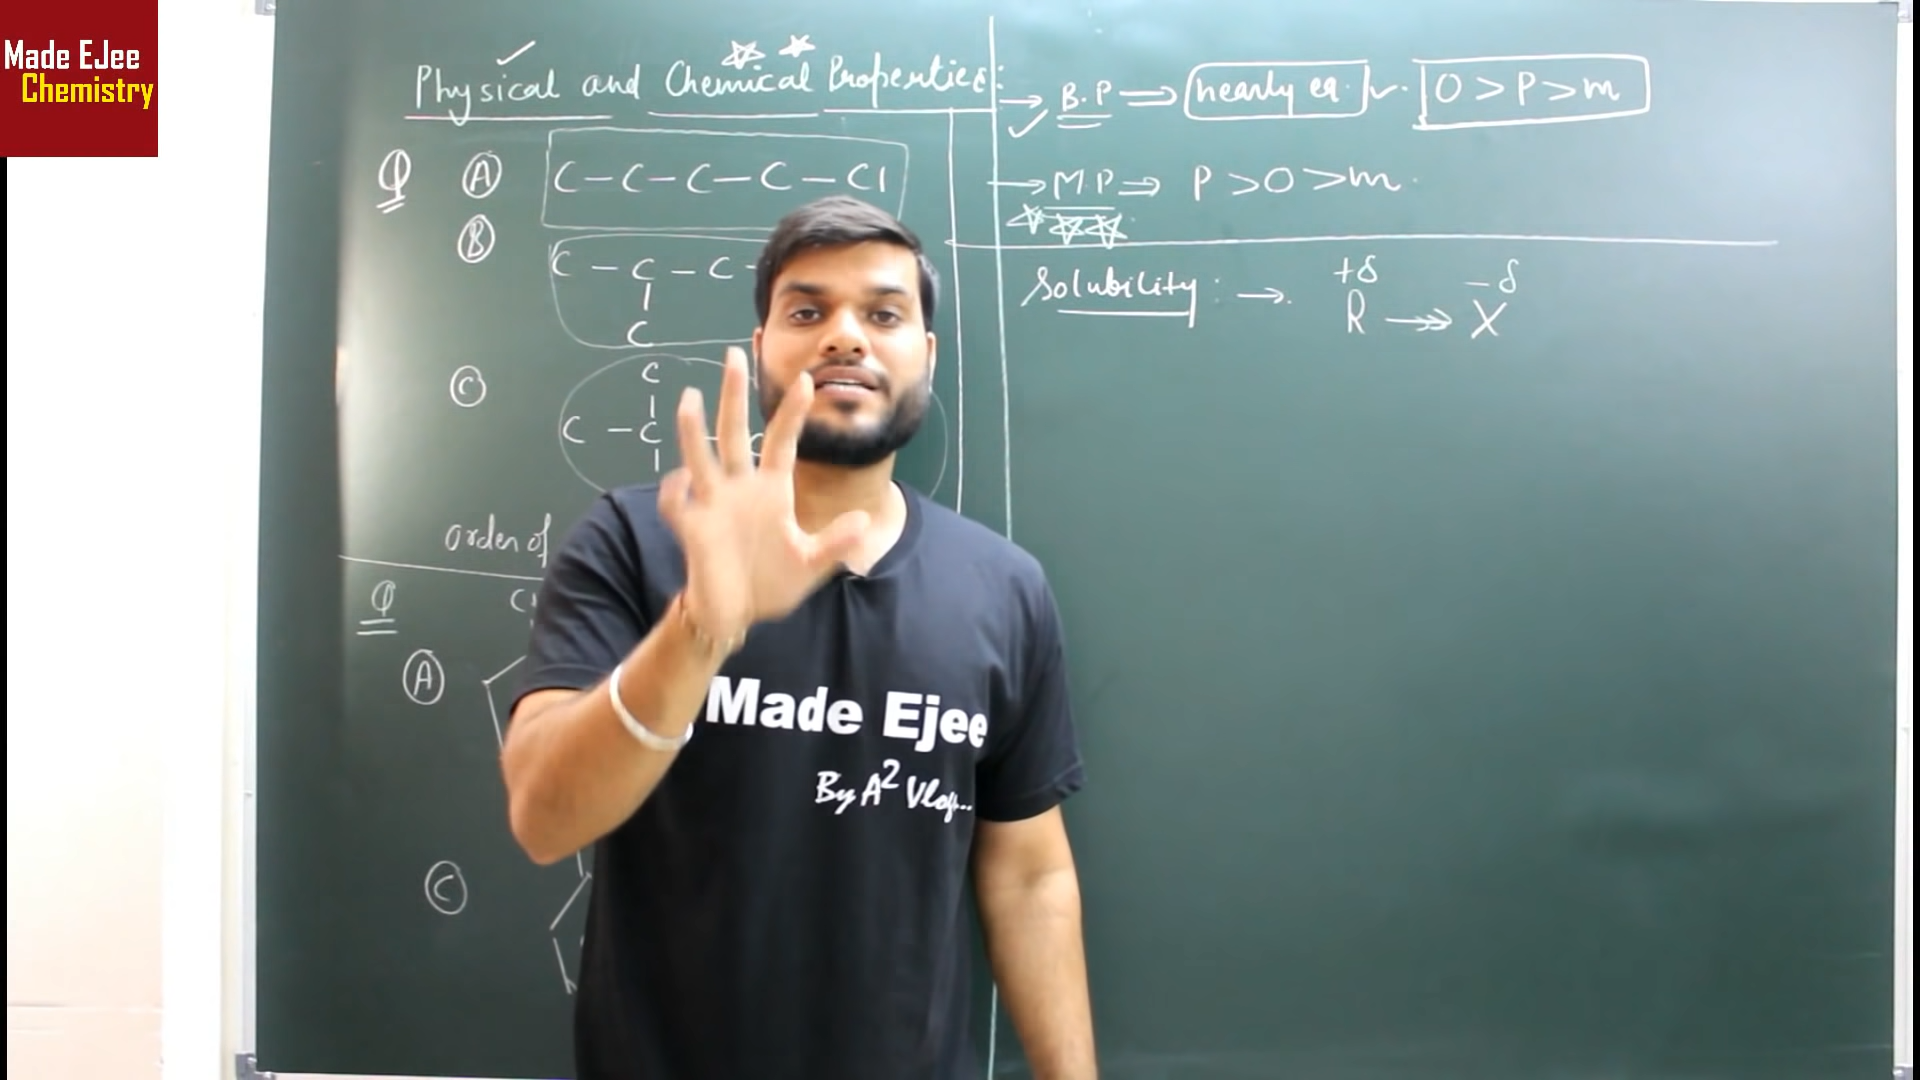 Made EJee
Chemistry
Physical and Chemical Properties:
Q A C – C – C – C – Cl
B C – C – C –
C
C
C C – C – C
order of
Q
A
C
→ B.P ⇒ nearly eq. ✓. O > P > m
→ M.P ⇒ P > O > m.
Solubility : →.
+δ -δ
R →>> X
Made Ejee
By A² Vlogs...